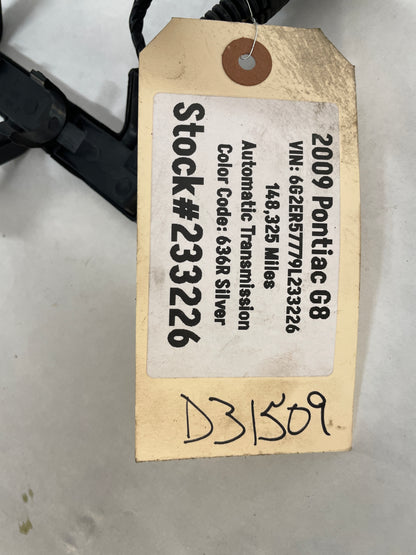 2009 Pontiac G8
VIN: 6G2ER57779L233226
148,325 Miles
Automatic Transmission
Color Code: 636R Silver
Stock#233226
D31509